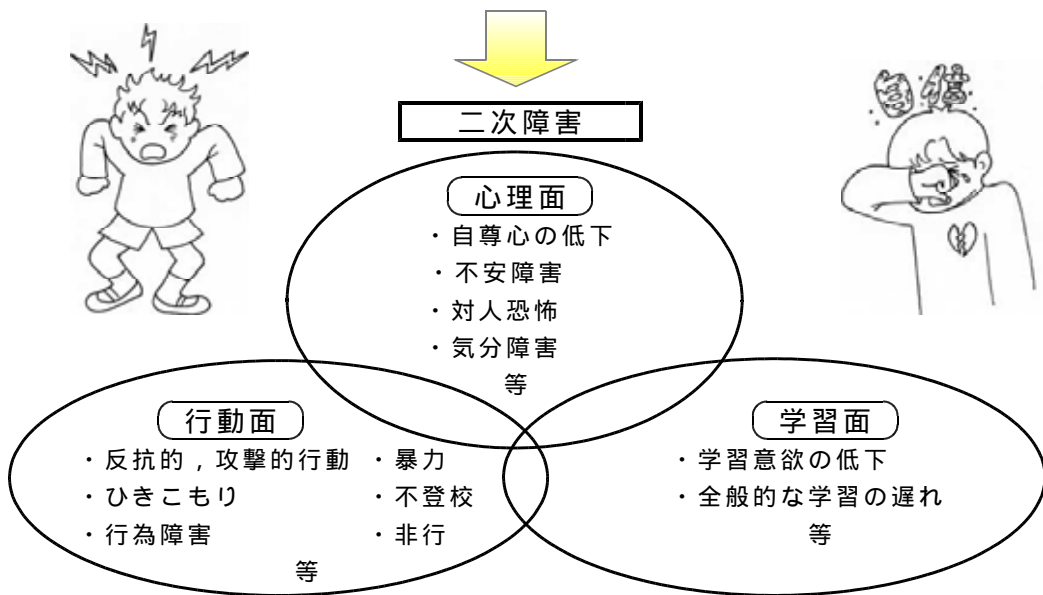 二次障害
心理面
・自尊心の低下
・不安障害
・対人恐怖
・気分障害
等
行動面
・反抗的，攻撃的行動 ・暴力
・ひきこもり ・不登校
・行為障害 ・非行
等
学習面
・学習意欲の低下
・全般的な学習の遅れ
等
自信